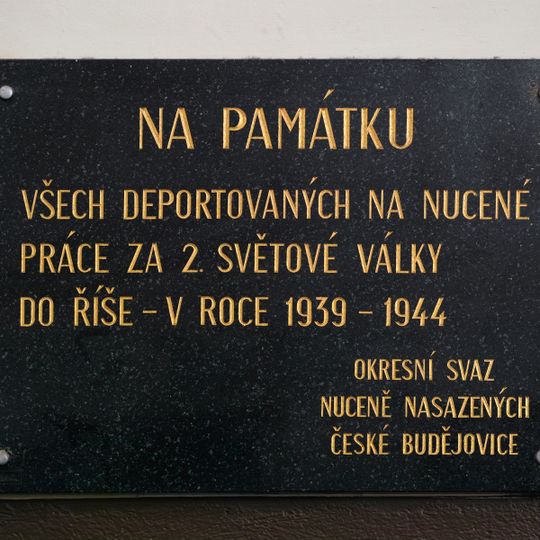 NA PAMÁTKU
VŠECH DEPORTOVANÝCH NA NUCENÉ
PRÁCE ZA 2. SVĚTOVÉ VÁLKY
DO ŘÍŠE – V ROCE 1939 – 1944
OKRESNÍ SVAZ
NUCENĚ NASAZENÝCH
ČESKÉ BUDĚJOVICE